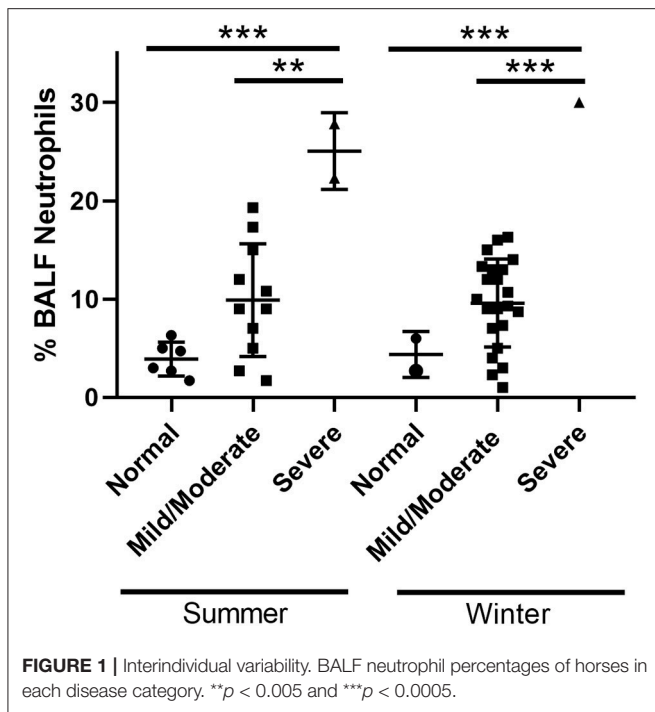 *** ***
** ***
% BALF Neutrophils
30
20
10
0
Normal
Mild/Moderate
Severe
Normal
Mild/Moderate
Severe
Summer
Winter
FIGURE 1 | Interindividual variability. BALF neutrophil percentages of horses in
each disease category. **p < 0.005 and ***p < 0.0005.